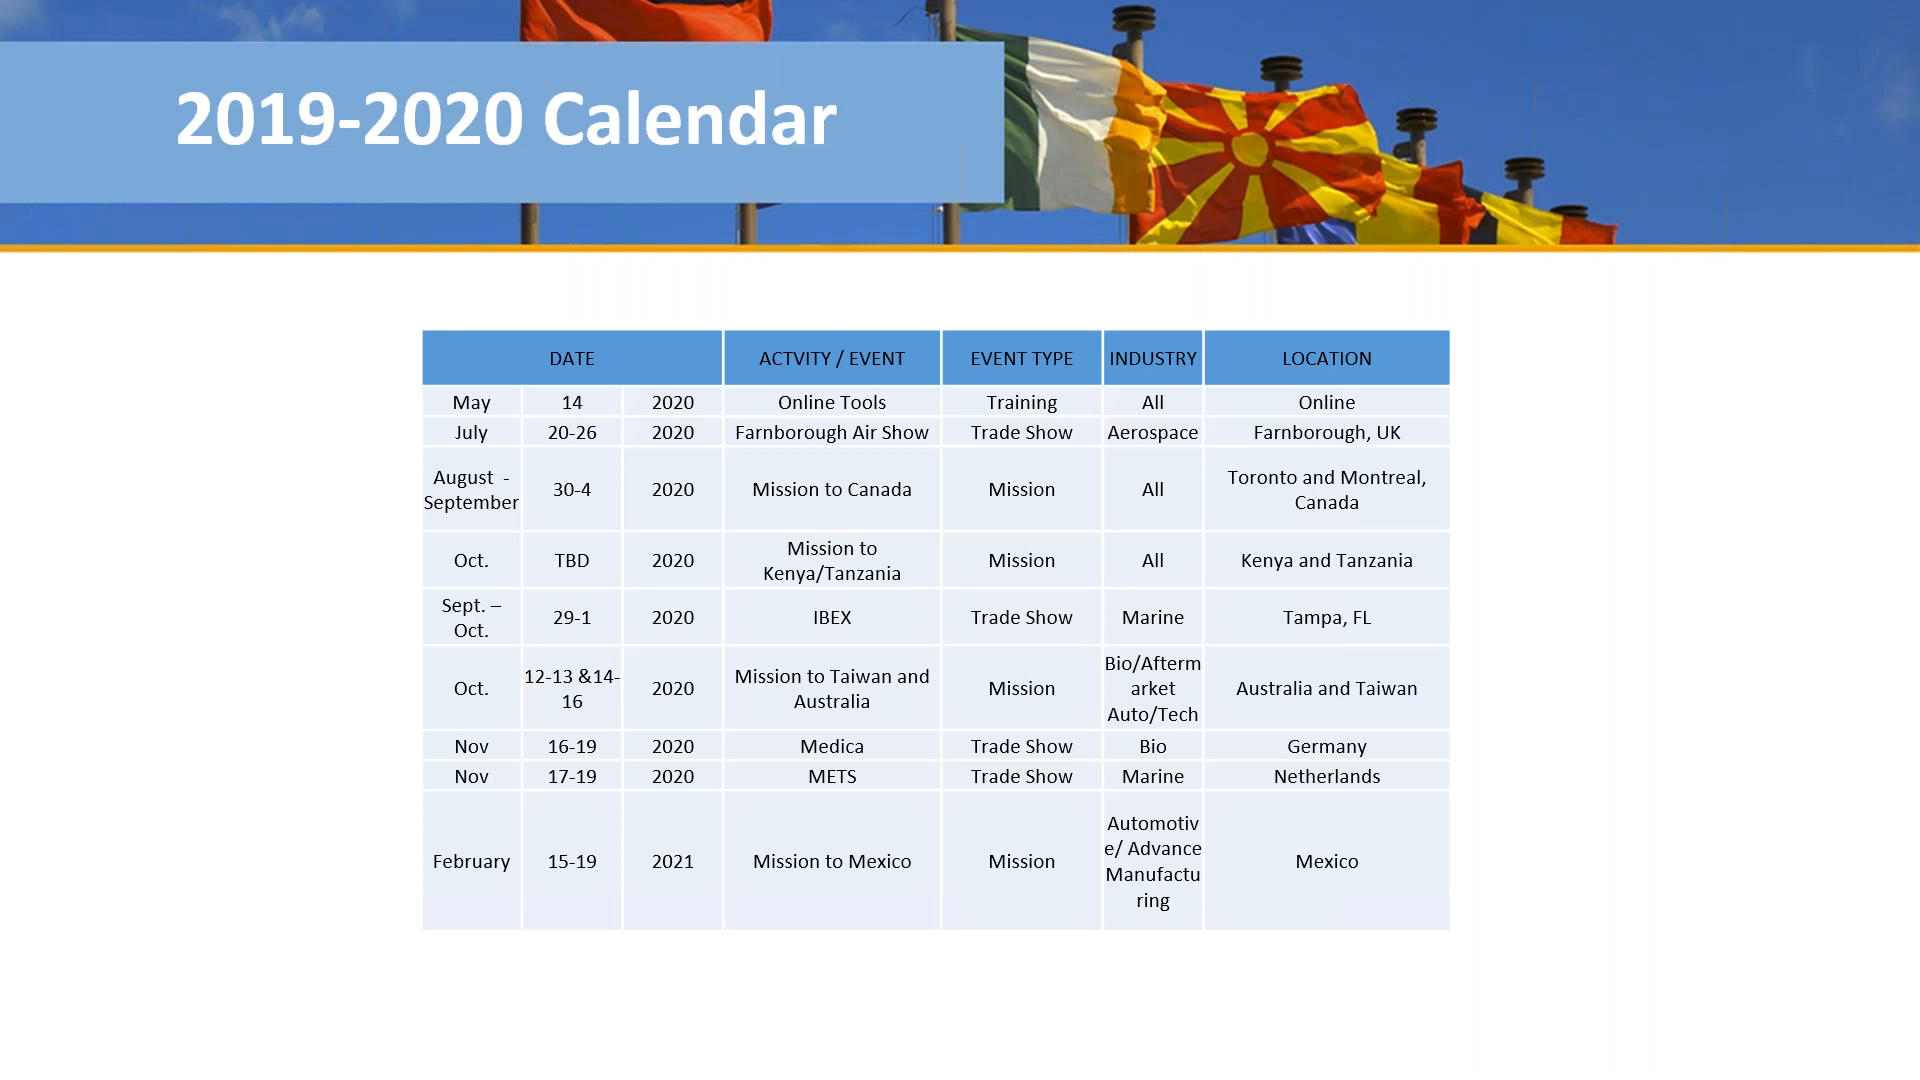 2019-2020 Calendar
DATE ACTVITY / EVENT EVENT TYPE INDUSTRY LOCATION
May 14 2020 Online Tools Training All Online
July 20-26 2020 Farnborough Air Show Trade Show Aerospace Farnborough, UK
August -
September
30-4 2020 Mission to Canada Mission All
Toronto and Montreal,
Canada
Oct. TBD 2020
Mission to
Kenya/Tanzania
Mission All Kenya and Tanzania
Sept. –
Oct.
29-1 2020 IBEX Trade Show Marine Tampa, FL
Oct.
12-13 &14-
16
2020
Mission to Taiwan and
Australia
Mission
Bio/Afterm
arket
Auto/Tech
Australia and Taiwan
Nov 16-19 2020 Medica Trade Show Bio Germany
Nov 17-19 2020 METS Trade Show Marine Netherlands
February 15-19 2021 Mission to Mexico Mission
Automotiv
e/ Advance
Manufactu
ring
Mexico